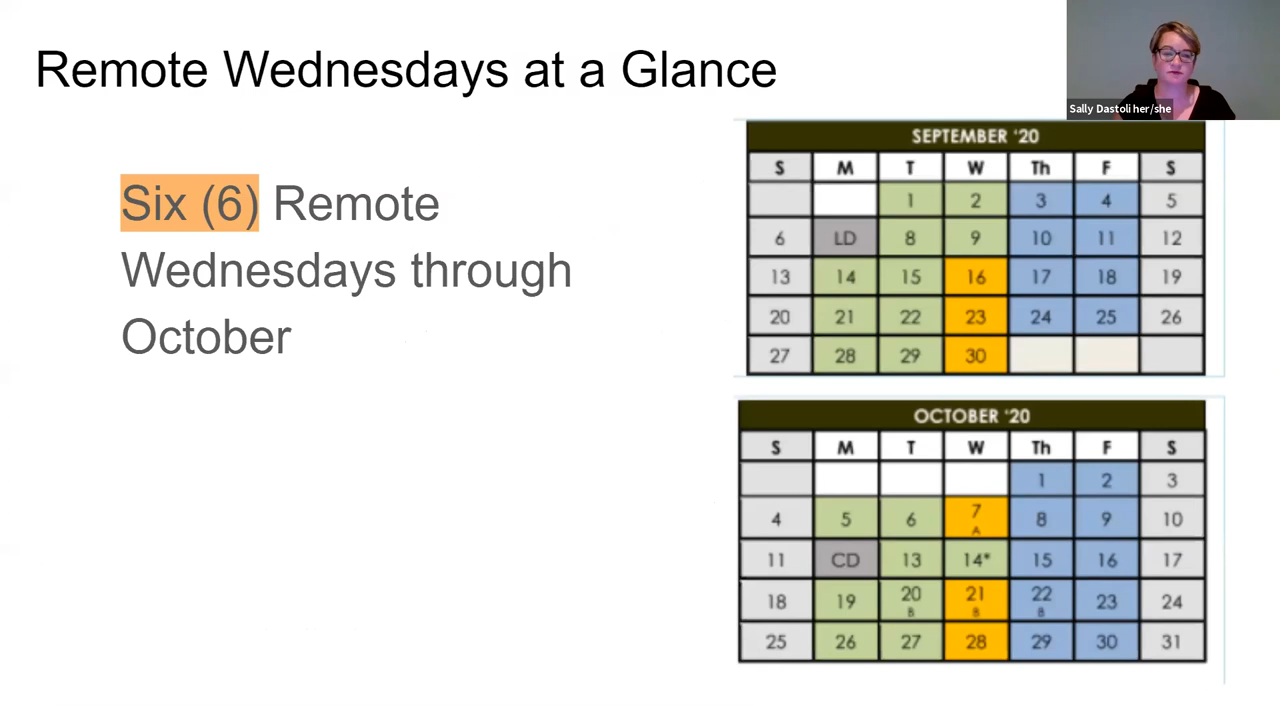 Remote Wednesdays at a Glance
Sally Dastoli her/she
Six (6) Remote
Wednesdays through
October
SEPTEMBER '20
S M T W Th F S
1 2 3 4 5
6 LD 8 9 10 11 12
13 14 15 16 17 18 19
20 21 22 23 24 25 26
27 28 29 30
OCTOBER '20
S M T W Th F S
1 2 3
4 5 6 7 8 9 10
A
11 CD 13 14* 15 16 17
18 19 20 21 22 23 24
B B B
25 26 27 28 29 30 31